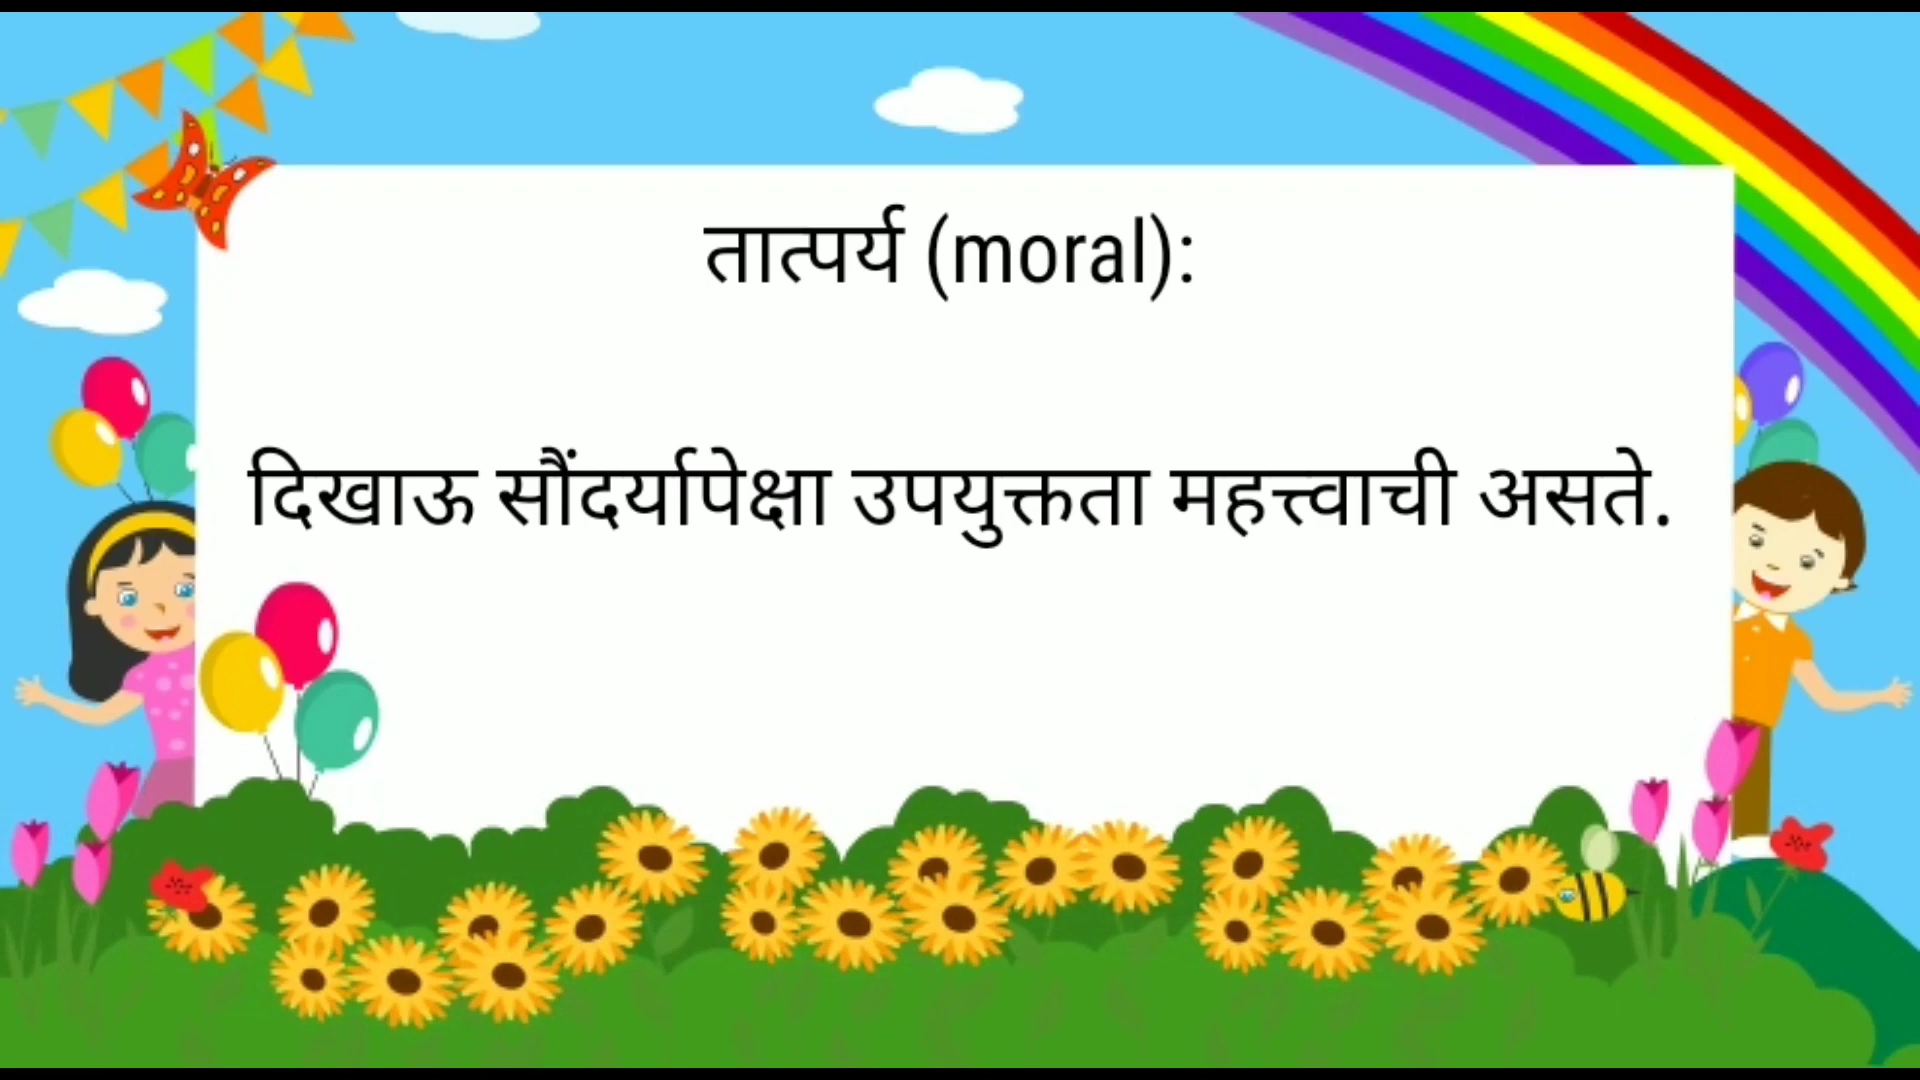 तात्पर्य (moral):
दिखाऊ सौंदर्यापेक्षा उपयुक्तता महत्त्वाची असते.